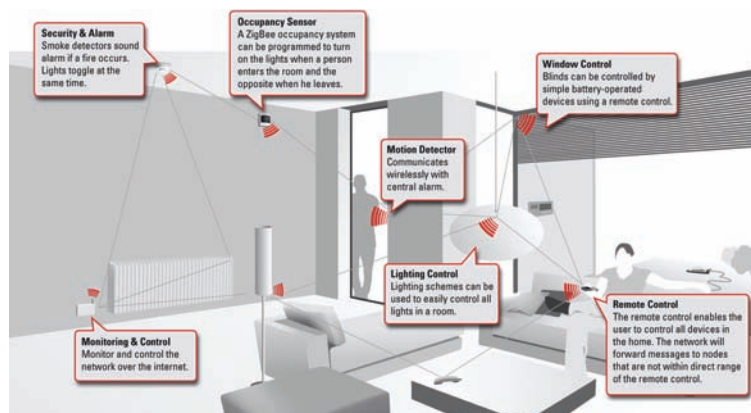 Security & Alarm
Smoke detectors sound
alarm if a fire occurs.
Lights toggle at the
same time.
Occupancy Sensor
A ZigBee occupancy system
can be programmed to turn
on the lights when a person
enters the room and the
opposite when he leaves.
Window Control
Blinds can be controlled by
simple battery-operated
devices using a remote control.
Motion Detector
Communicates
wirelessly with
central alarm.
Lighting Control
Lighting schemes can be
used to easily control all
lights in a room.
Remote Control
The remote control enables the
user to control all devices in
the home. The network will
forward messages to nodes
that are not within direct range
of the remote control.
Monitoring & Control
Monitor and control the
network over the internet.